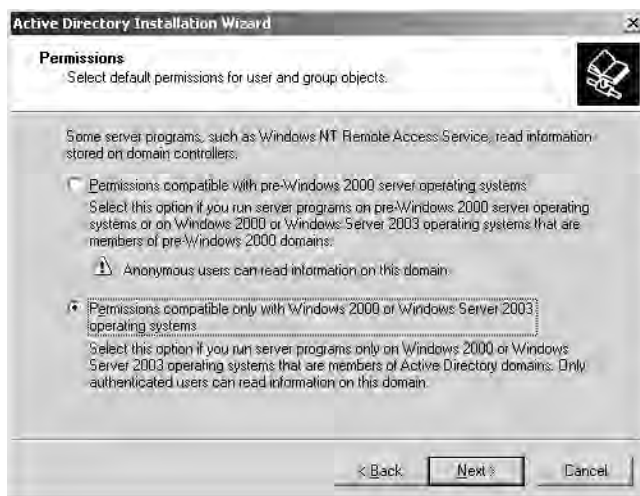 Active Directory Installation Wizard
Permissions
Select default permissions for user and group objects.
Some server programs, such as Windows NT Remote Access Service, read information
stored on domain controllers.
Permissions compatible with pre-Windows 2000 server operating systems
Select this option if you run server programs on pre-Windows 2000 server operating
systems or on Windows 2000 or Windows Server 2003 operating systems that are
members of pre-Windows 2000 domains.
Anonymous users can read information on this domain.
Permissions compatible only with Windows 2000 or Windows Server 2003
operating systems
Select this option if you run server programs only on Windows 2000 or Windows
Server 2003 operating systems that are members of Active Directory domains. Only
authenticated users can read information on this domain.
< Back
Next >
Cancel